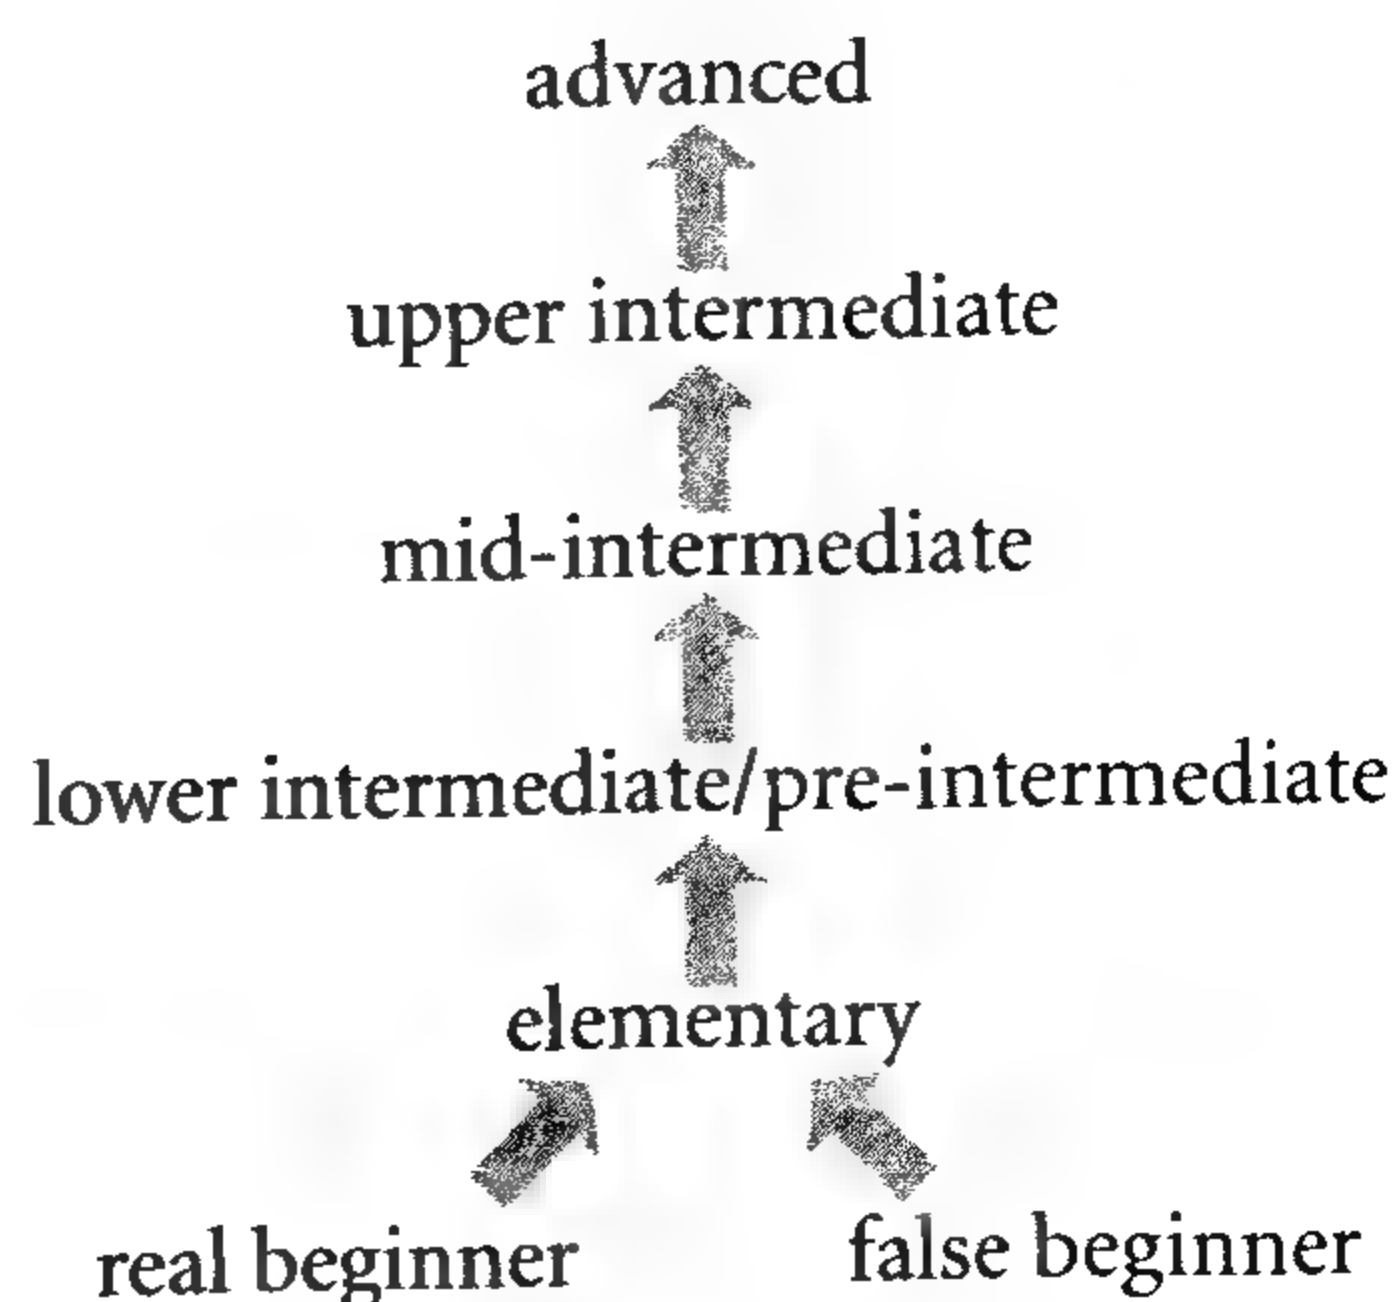 advanced
upper intermediate
mid-intermediate
lower intermediate/pre-intermediate
elementary
real beginner false beginner